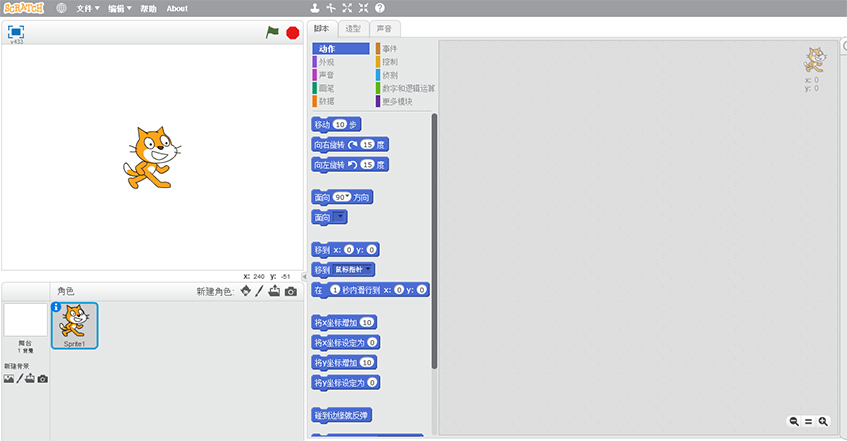 SCRATCH 文件▼ 编辑▼ 帮助 About
v433
脚本 造型 声音
动作 事件
外观 控制
声音 侦测
画笔 数字和逻辑运算
数据 更多模块
x: 0
y: 0
移动 10 步
向右旋转 15 度
向左旋转 15 度
面向 90▼ 方向
面向
移到 x: 0 y: 0
移到 鼠标指针
在 1 秒内滑行到 x: 0 y: 0
将x坐标增加 10
将x坐标设定为 0
将y坐标增加 10
将y坐标设定为 0
碰到边缘就反弹
x: 240 y: -51
角色 新建角色:
舞台
1 背景
Sprite1
新建背景